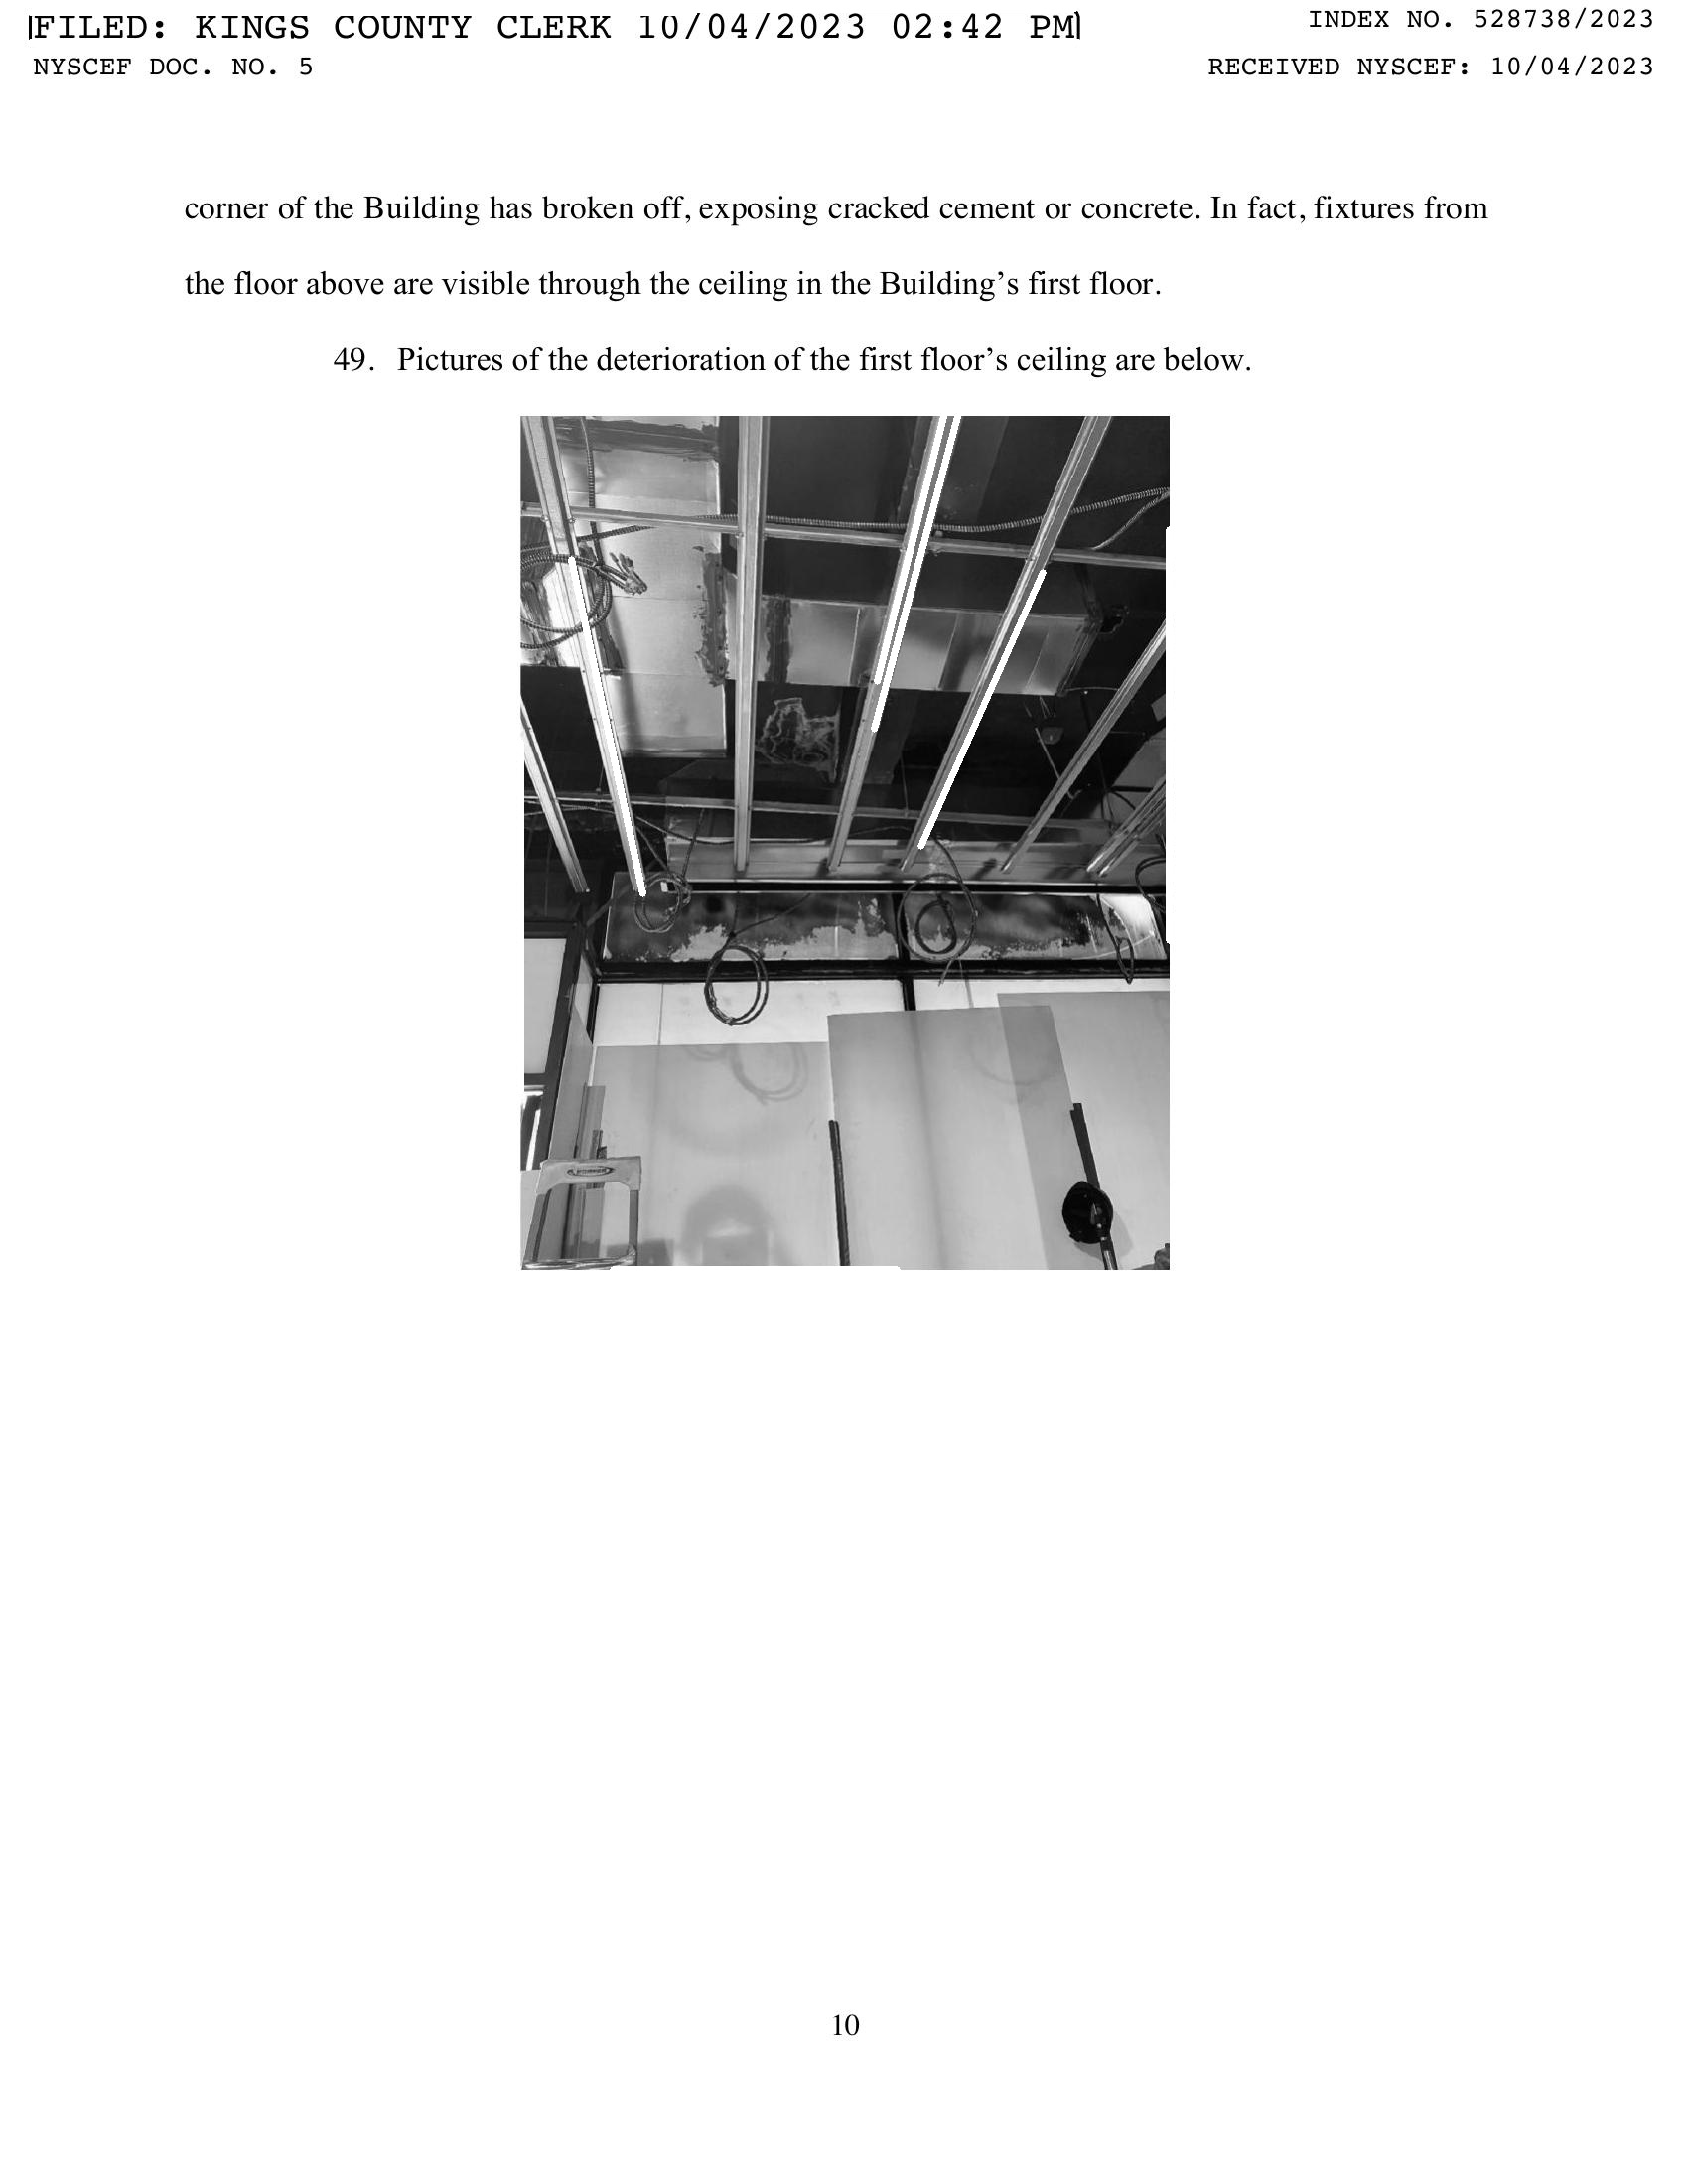 FILED: KINGS COUNTY CLERK 10/04/2023 02:42 PM
INDEX NO. 528738/2023
NYSCEF DOC. NO. 5
RECEIVED NYSCEF: 10/04/2023
corner of the Building has broken off, exposing cracked cement or concrete. In fact, fixtures from
the floor above are visible through the ceiling in the Building’s first floor.
49. Pictures of the deterioration of the first floor’s ceiling are below.
10